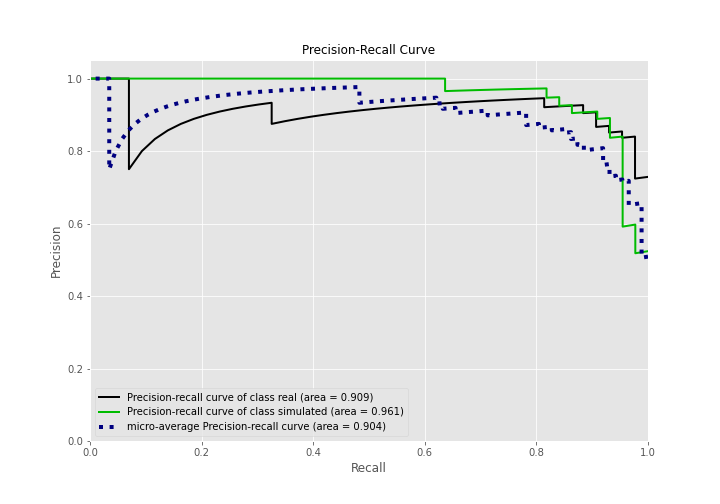 Precision-Recall Curve
1.0
0.8
0.6
0.4
0.2
0.0
Precision
Precision-recall curve of class real (area = 0.909)
Precision-recall curve of class simulated (area = 0.961)
micro-average Precision-recall curve (area = 0.904)
0.0 0.2 0.4 0.6 0.8 1.0
Recall